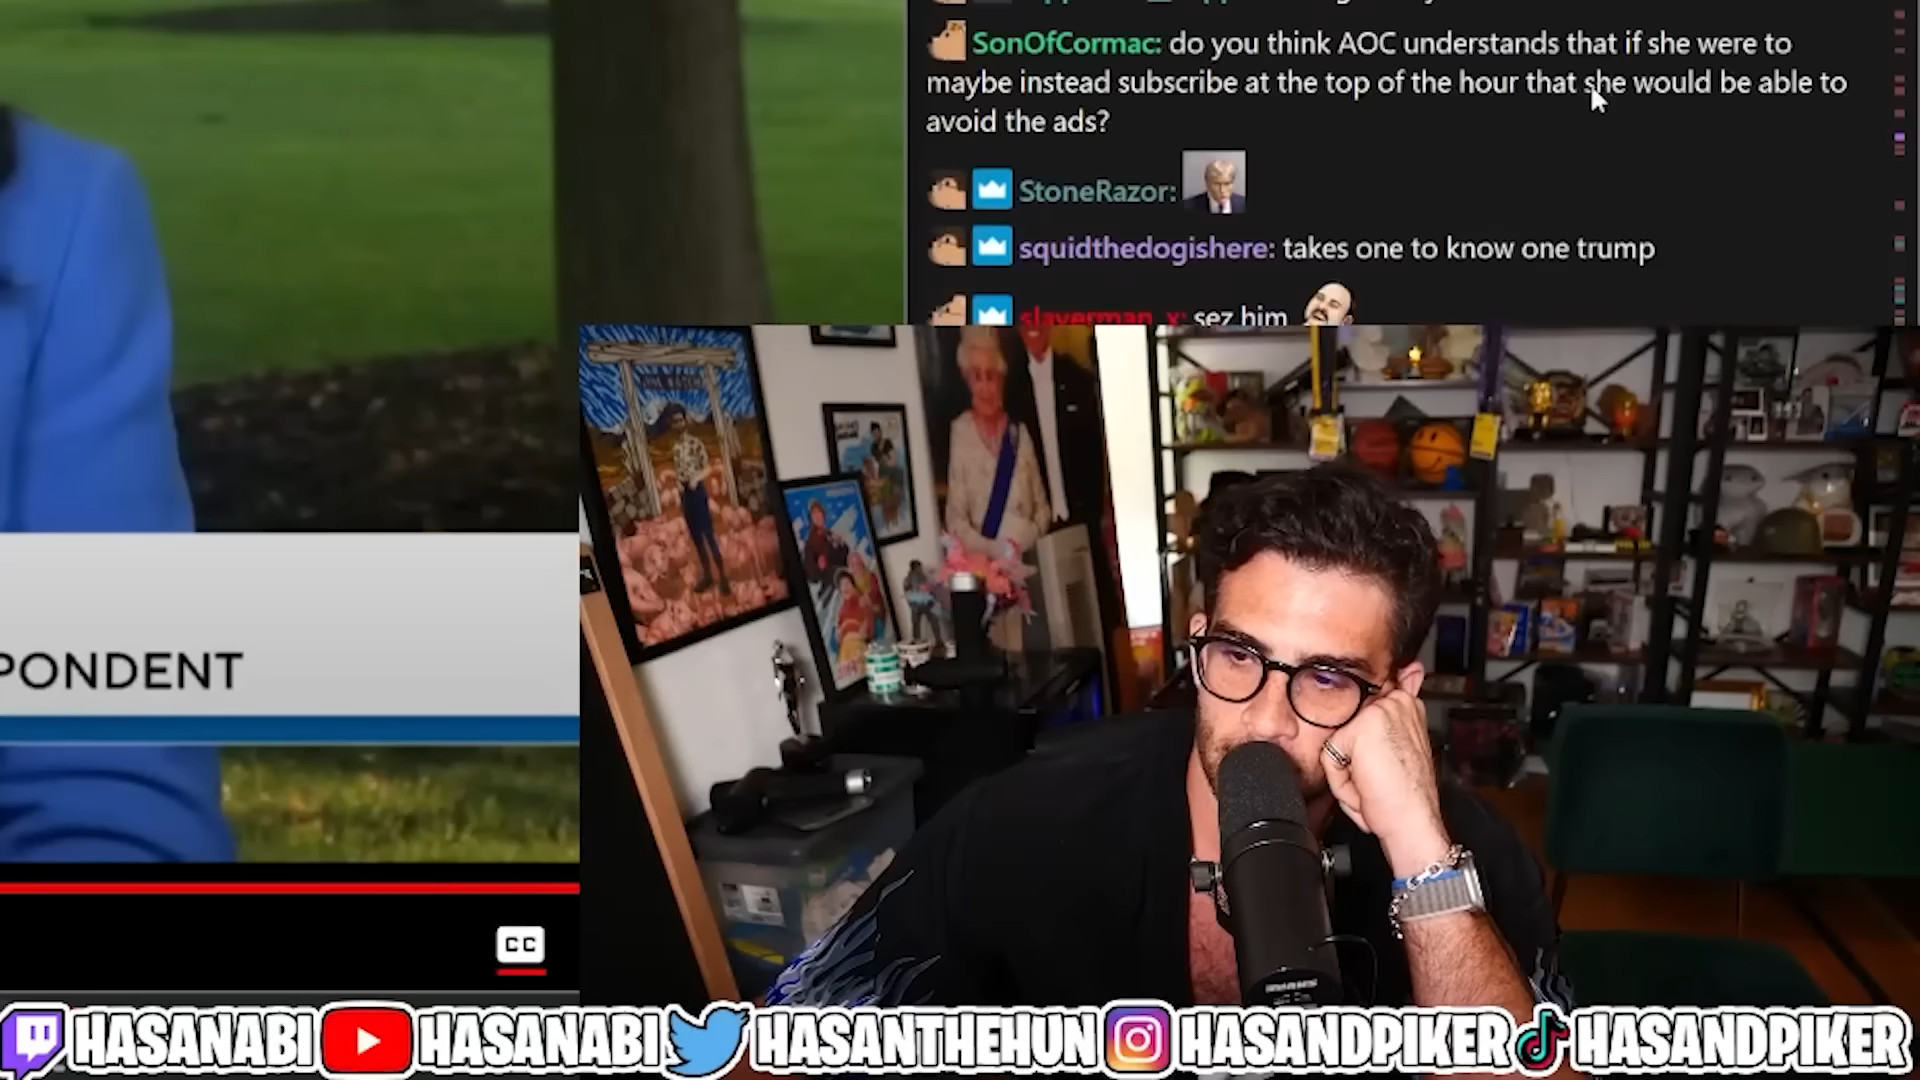 SonOfCormac: do you think AOC understands that if she were to
maybe instead subscribe at the top of the hour that she would be able to
avoid the ads?
StoneRazor:
squidthedogishere: takes one to know one trump
slayerman_x: sez him
PONDENT
CC
HASANABI HASANABI HASANTHEHUN HASANDPIKER HASANDPIKER